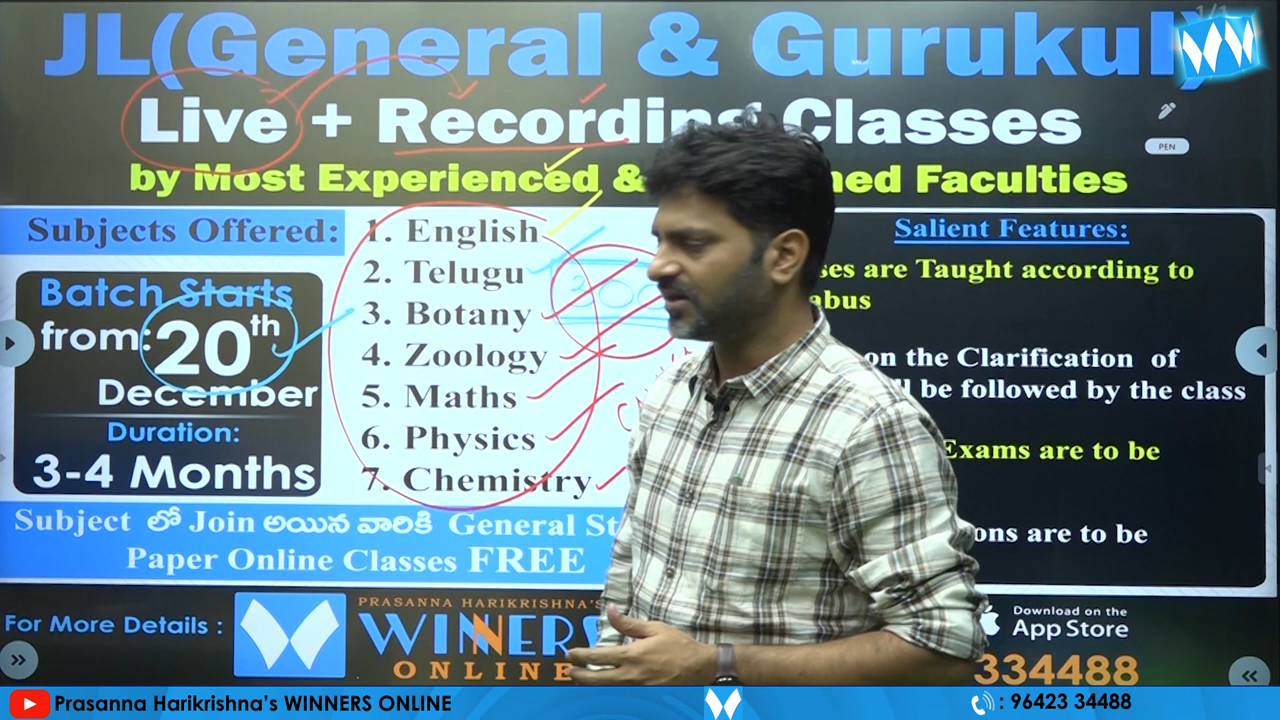 JL(General & Gurukul)
1/1
Live + Recording Classes
PEN
by Most Experienced & ned Faculties
Subjects Offered:
Batch Starts
from: 20th
December
Duration:
3-4 Months
1. English
2. Telugu
3. Botany
4. Zoology
5. Maths
6. Physics
7. Chemistry
300
Salient Features:
ses are Taught according to
abus
on the Clarification of
be followed by the class
Exams are to be
ons are to be
Subject లో Join అయిన వారికి General St
Paper Online Classes FREE
For More Details :
PRASANNA HARIKRISHNA'S
WINNERS
ONLINE
Download on the
App Store
334488
Prasanna Harikrishna's WINNERS ONLINE
: 96423 34488